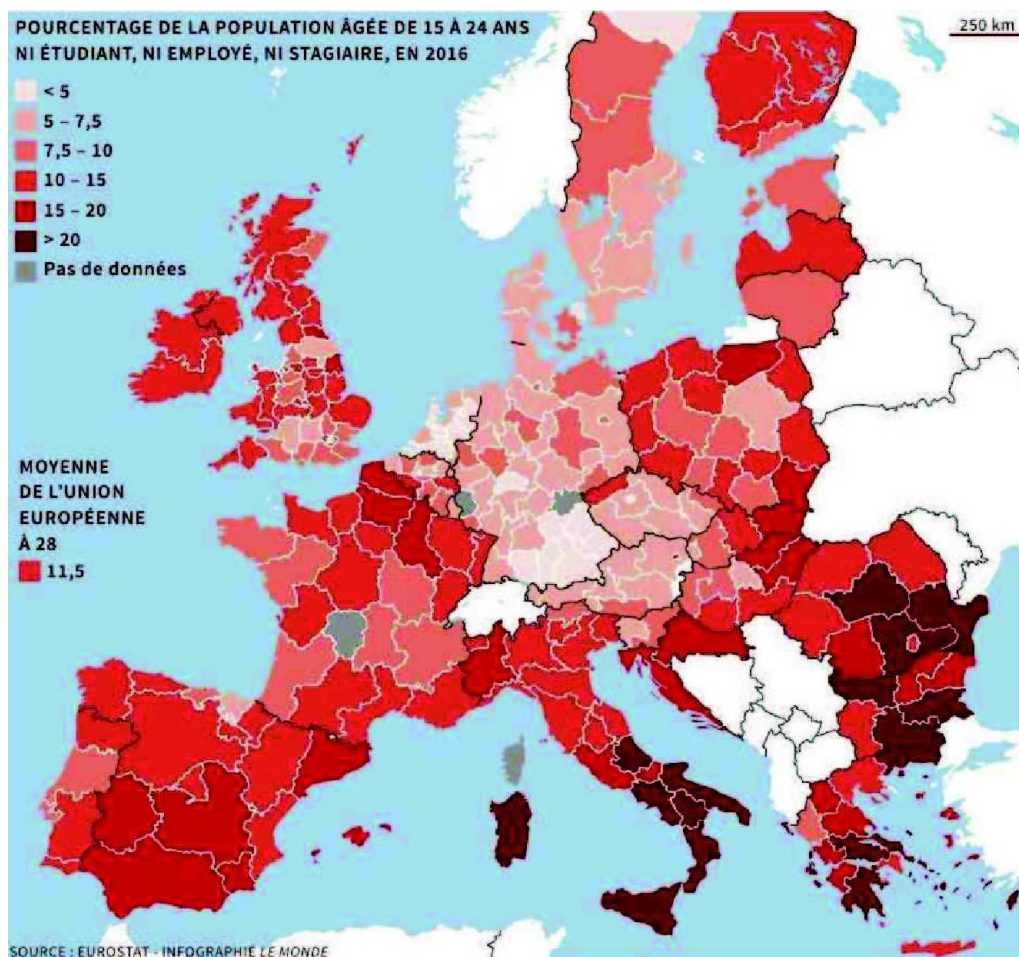 POURCENTAGE DE LA POPULATION ÂGÉE DE 15 À 24 ANS
NI ÉTUDIANT, NI EMPLOYÉ, NI STAGIAIRE, EN 2016
250 km
< 5
5 – 7,5
7,5 – 10
10 – 15
15 – 20
> 20
Pas de données
MOYENNE
DE L'UNION
EUROPÉENNE
À 28
11,5
SOURCE : EUROSTAT - INFOGRAPHIE LE MONDE